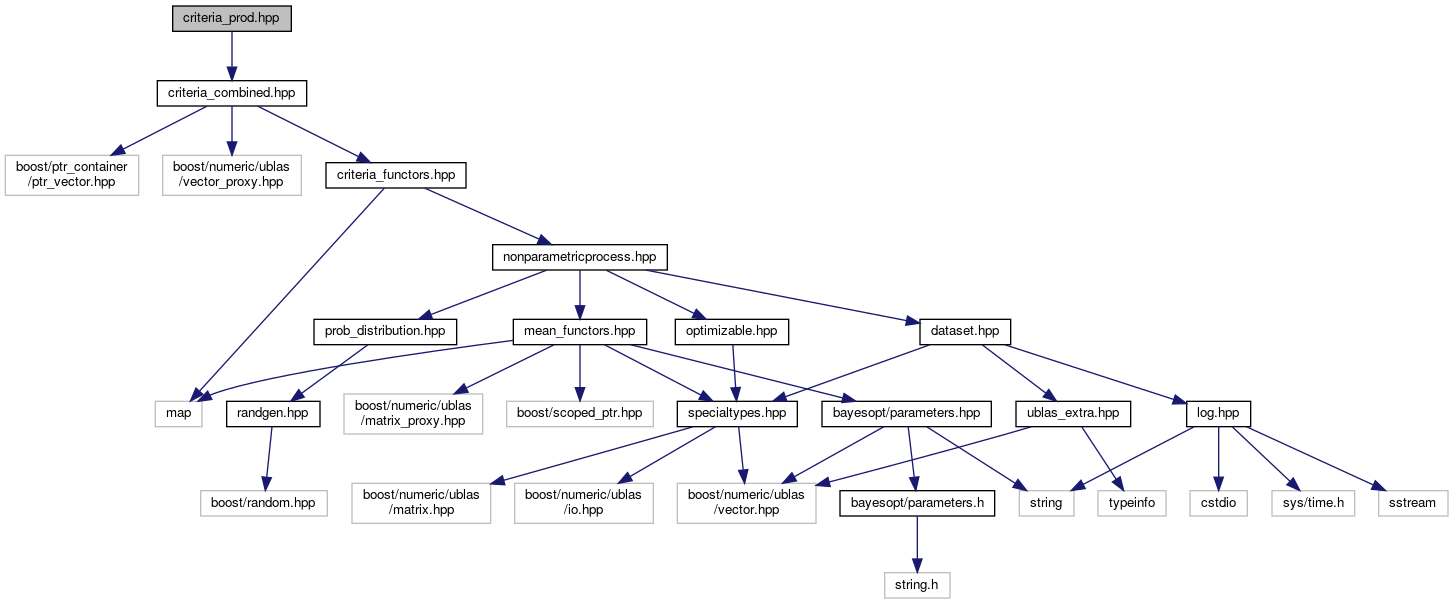 criteria_prod.hpp
criteria_combined.hpp
boost/ptr_container
/ptr_vector.hpp
boost/numeric/ublas
/vector_proxy.hpp
criteria_functors.hpp
nonparametricprocess.hpp
prob_distribution.hpp
mean_functors.hpp
optimizable.hpp
dataset.hpp
map
randgen.hpp
boost/numeric/ublas
/matrix_proxy.hpp
boost/scoped_ptr.hpp
specialtypes.hpp
bayesopt/parameters.hpp
ublas_extra.hpp
log.hpp
boost/random.hpp
boost/numeric/ublas
/matrix.hpp
boost/numeric/ublas
/io.hpp
boost/numeric/ublas
/vector.hpp
bayesopt/parameters.h
string
typeinfo
cstdio
sys/time.h
sstream
string.h